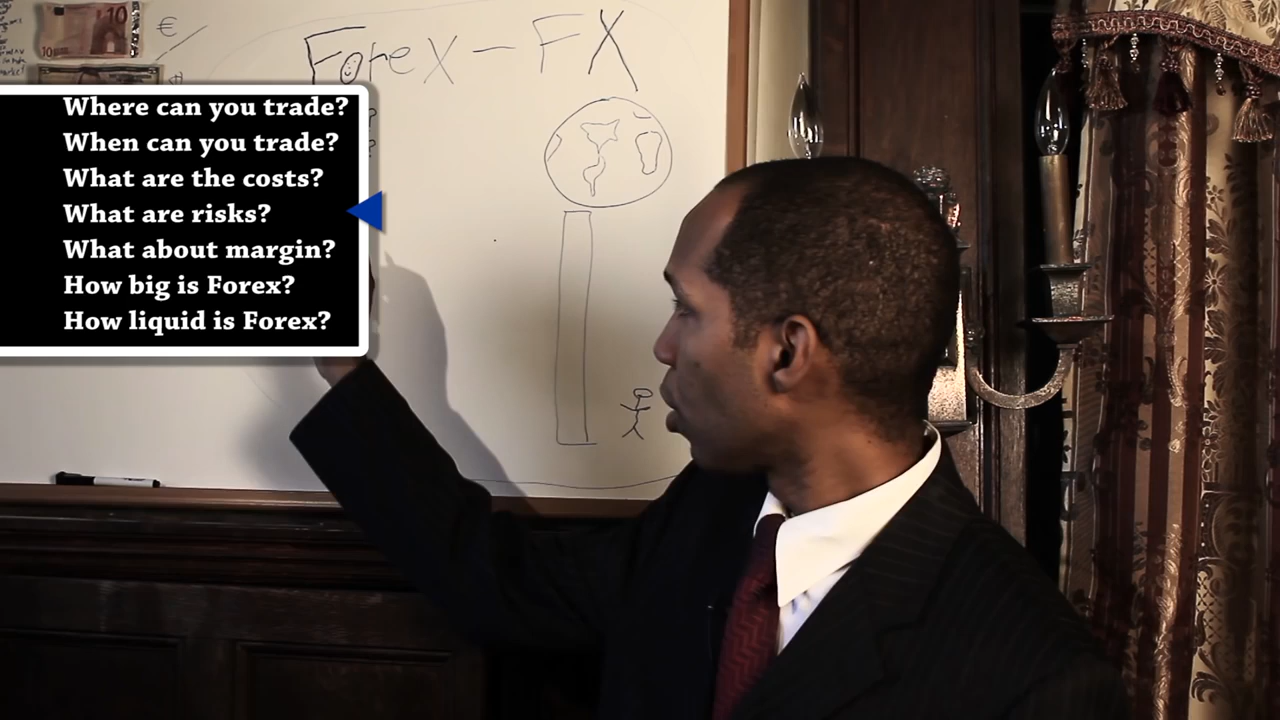 10
€
Forex - FX
?
?
Where can you trade?
When can you trade?
What are the costs?
What are risks?
What about margin?
How big is Forex?
How liquid is Forex?